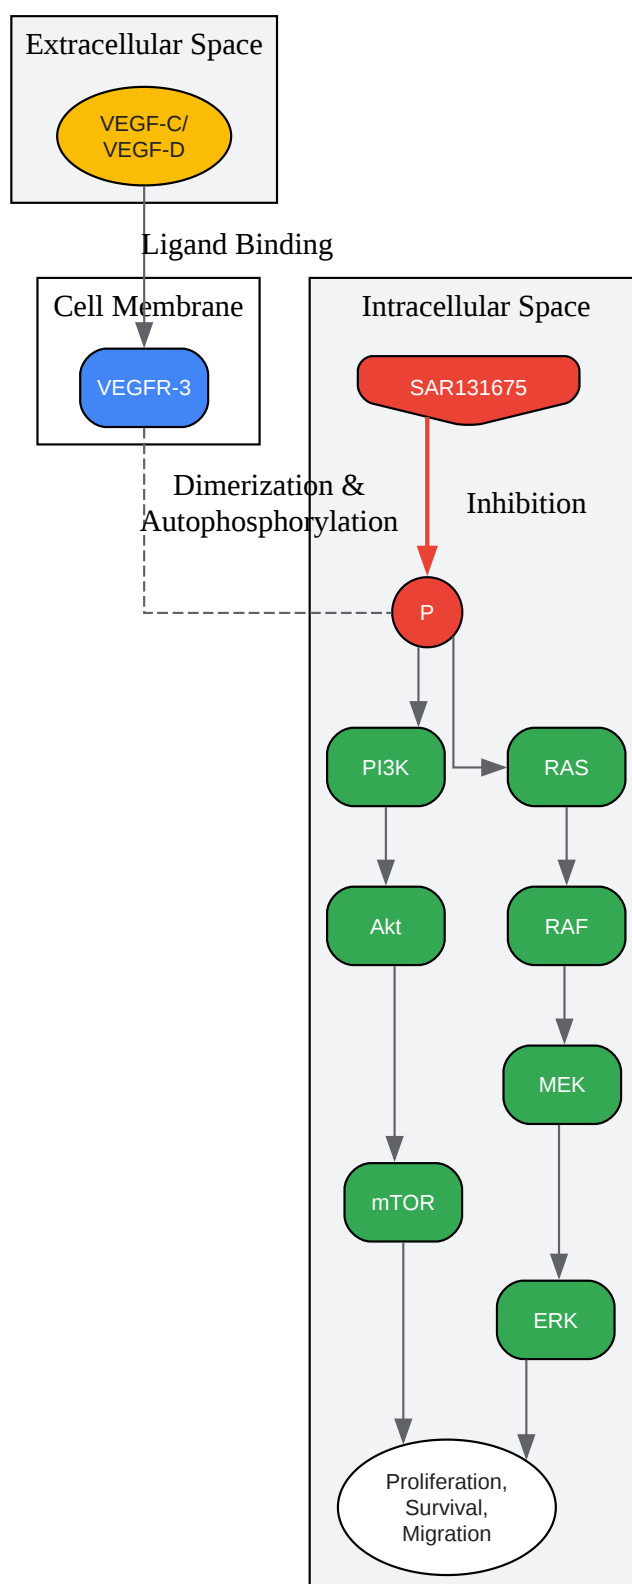 Extracellular Space
VEGF-C/
VEGF-D
Ligand Binding
Cell Membrane
VEGFR-3
Intracellular Space
SAR131675
Dimerization &
Autophosphorylation
Inhibition
P
PI3K
RAS
Akt
RAF
MEK
mTOR
ERK
Proliferation,
Survival,
Migration